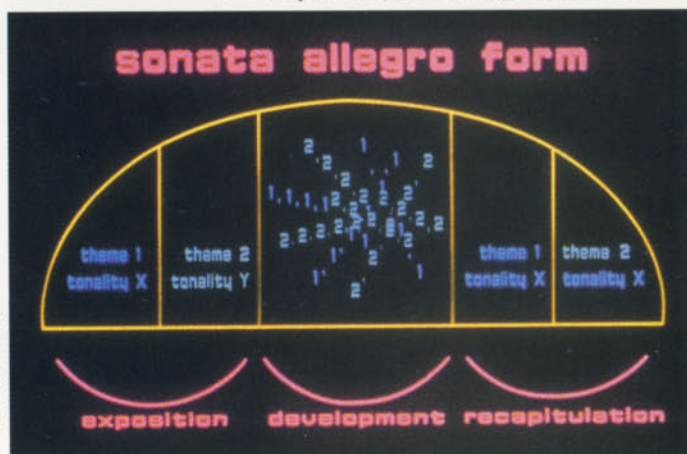 sonata allegro form
theme 1
tonality X
theme 2
tonality Y
theme 1
tonality X
theme 2
tonality X
exposition
development
recapitulation